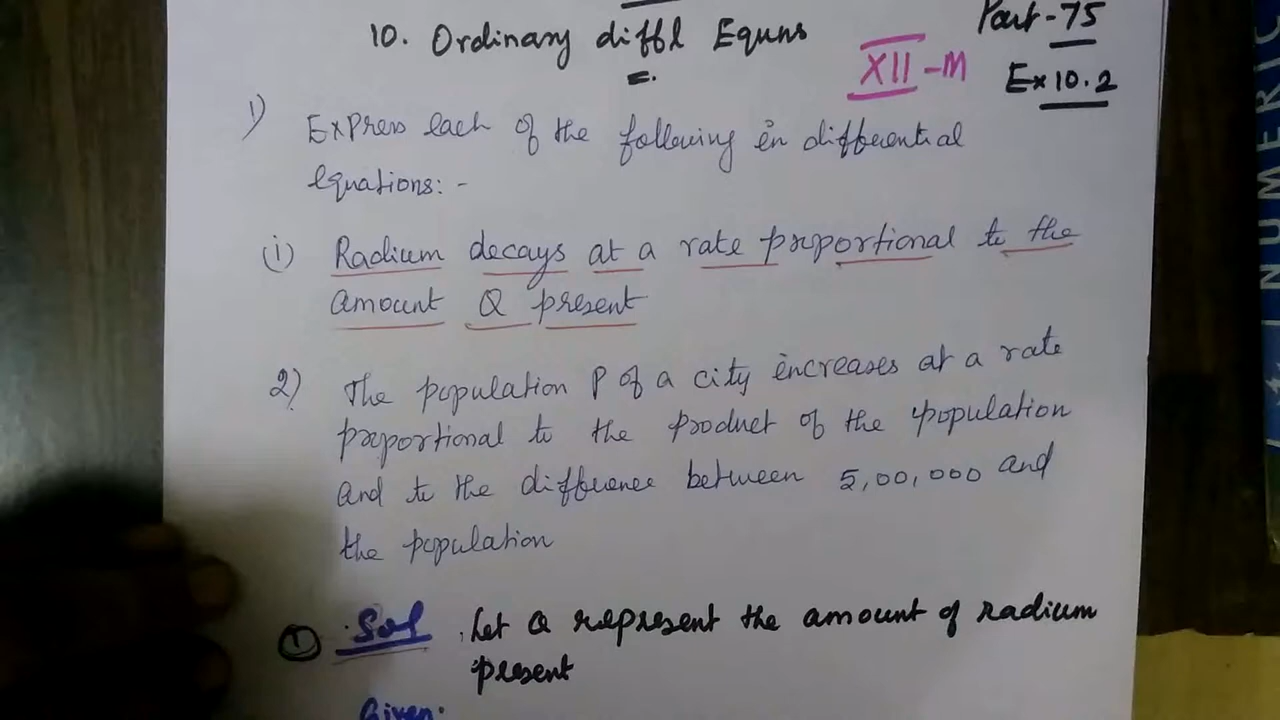 10. Ordinary diffl Equns
Part-75
XII-M
Ex 10.2
1) Express each of the following in differential
equations:-
(i) Radium decays at a rate proportional to the
amount Q present
2) The population P of a city increases at a rate
proportional to the product of the population
and to the difference between 5,00,000 and
the population
① Sol Let Q represent the amount of radium
present
Given:
NUMERIC